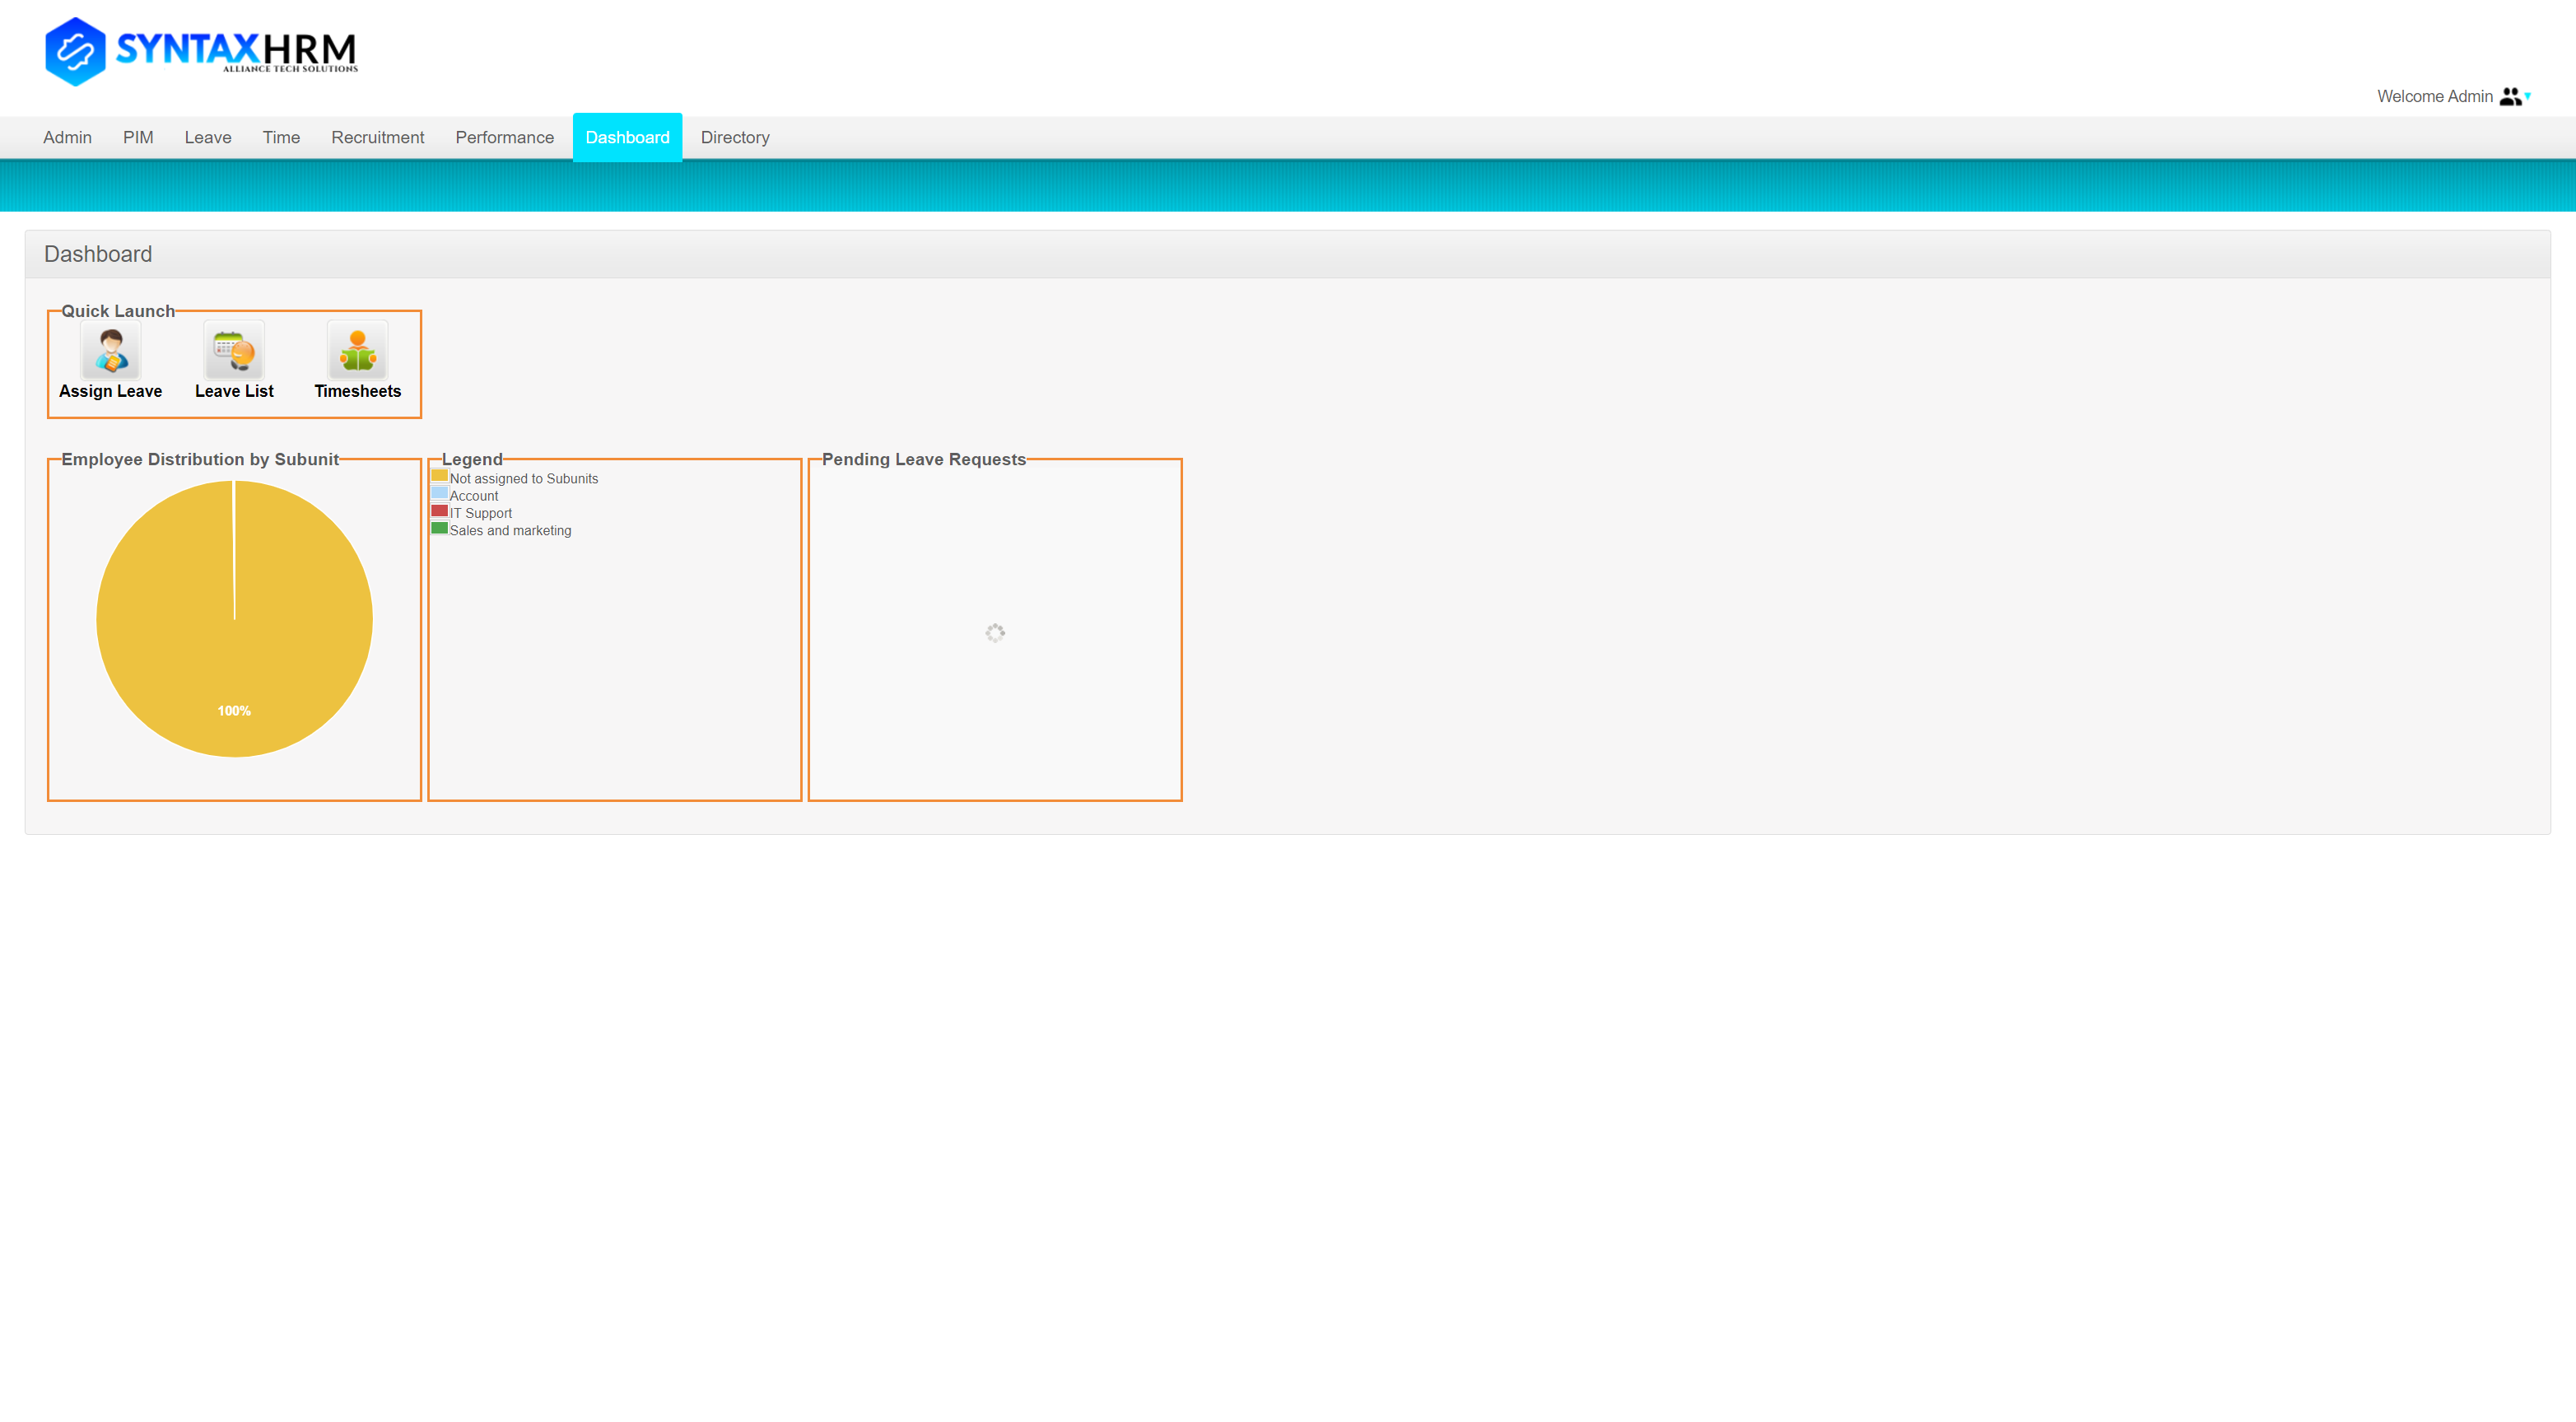 SYNTAXHRM
ALLIANCE TECH SOLUTIONS
Welcome Admin
Admin PIM Leave Time Recruitment Performance Dashboard Directory
Dashboard
Quick Launch
Assign Leave Leave List Timesheets
Employee Distribution by Subunit
100%
Legend
Not assigned to Subunits
Account
IT Support
Sales and marketing
Pending Leave Requests